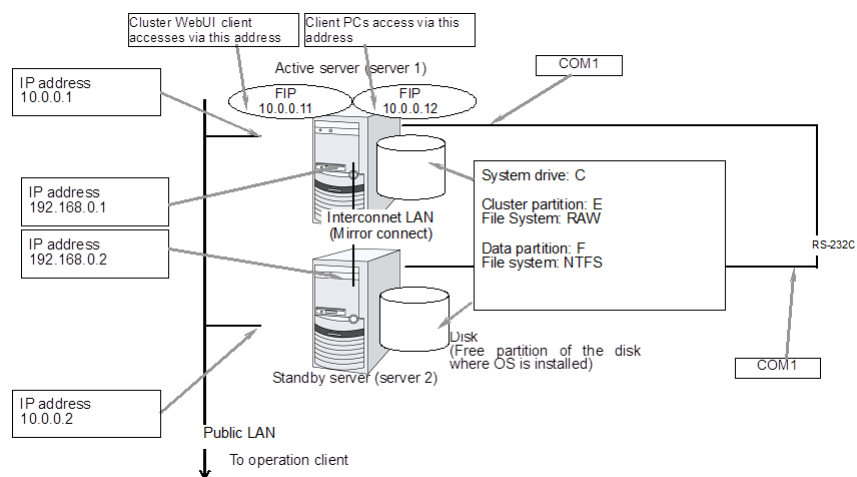 Cluster WebUI client
accesses via this address
Client PCs access via this
address
Active server (server 1)
COM1
IP address
10.0.0.1
FIP
10.0.0.11
FIP
10.0.0.12
System drive: C
Cluster partition: E
File System: RAW
Data partition: F
File system: NTFS
IP address
192.168.0.1
Interconnet LAN
(Mirror connect)
IP address
192.168.0.2
RS-232C
Disk
(Free partition of the disk
where OS is installed)
COM1
Standby server (server 2)
IP address
10.0.0.2
Public LAN
To operation client